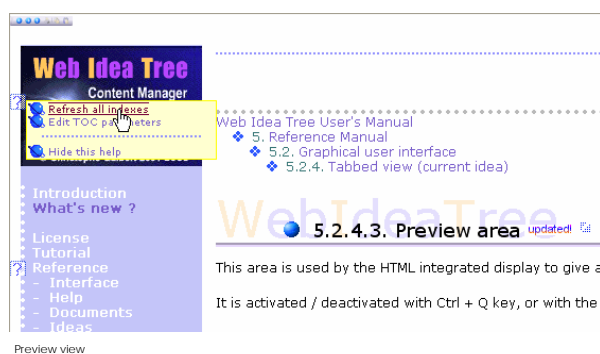 Web Idea Tree
Content Manager
Refresh all indexes
Edit TOC parameters
Hide this help
Introduction
What's new ?
License
Tutorial
Reference
- Interface
- Help
- Documents
- Ideas
Web Idea Tree User's Manual
❖ 5. Reference Manual
❖ 5.2. Graphical user interface
❖ 5.2.4. Tabbed view (current idea)
WebIdeaTree
5.2.4.3. Preview area updated!
This area is used by the HTML integrated display to give a
It is activated / deactivated with Ctrl + Q key, or with the
Preview view